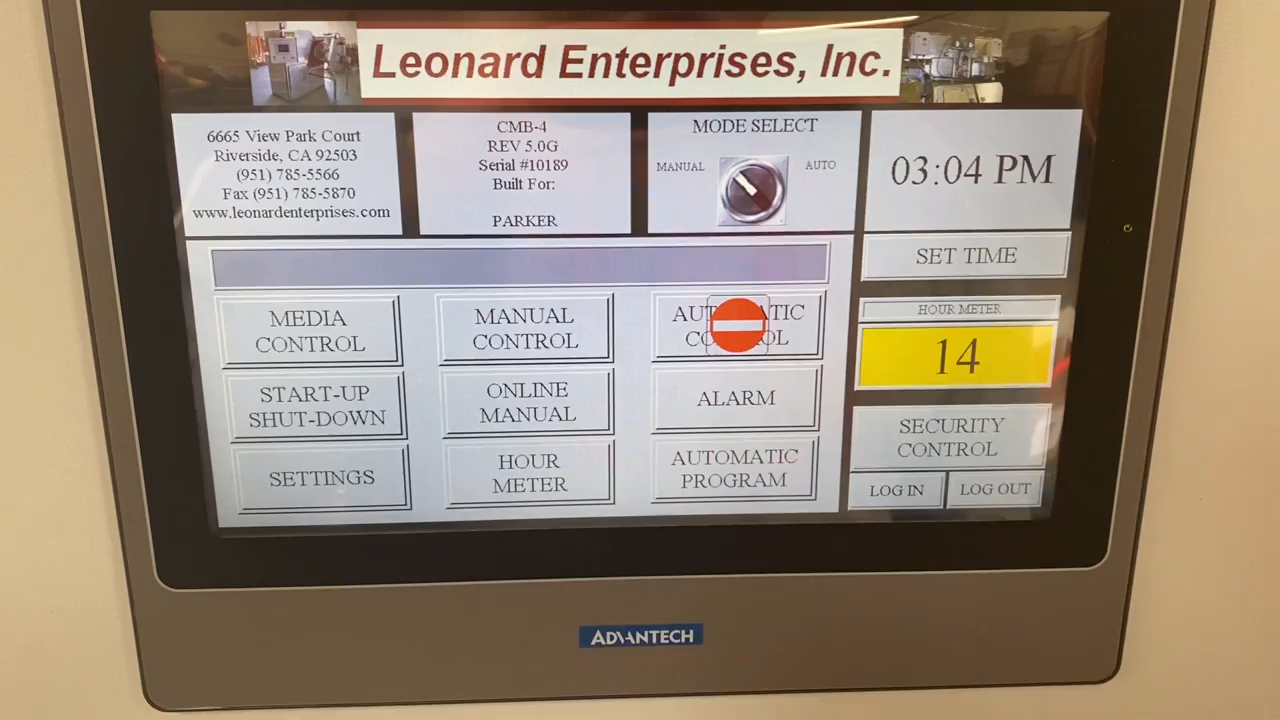 Leonard Enterprises, Inc.
6665 View Park Court
Riverside, CA 92503
(951) 785-5566
Fax (951) 785-5870
www.leonardenterprises.com
CMB-4
REV 5.0G
Serial #10189
Built For:
PARKER
MODE SELECT
MANUAL
AUTO
03:04 PM
SET TIME
HOUR METER
14
MEDIA
CONTROL
MANUAL
CONTROL
AUTOMATIC
CONTROL
START-UP
SHUT-DOWN
ONLINE
MANUAL
ALARM
SETTINGS
HOUR
METER
AUTOMATIC
PROGRAM
SECURITY
CONTROL
LOG IN
LOG OUT
ADVANTECH